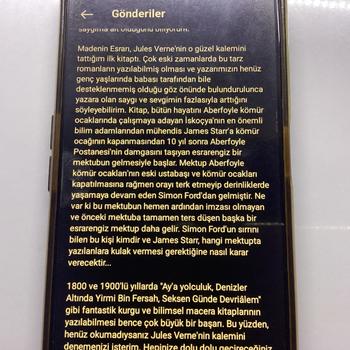 Gönderiler
saygıma ait olduğunu biliyorum.
Madenin Esrarı, Jules Verne'nin o güzel kalemini
tattığım ilk kitaptı. Çok eski zamanlarda bu tarz
romanların yazılabilmiş olması ve yazarımızın henüz
genç yaşlarında babası tarafından bile
desteklenmemiş olduğu göz önünde bulundurulunca
yazara olan saygı ve sevgimin fazlasıyla arttığını
söyleyebilirim. Kitap, bütün hayatını Aberfoyle kömür
ocaklarında çalışmaya adayan İskoçya'nın en önemli
bilim adamlarından mühendis James Starr'a kömür
ocağının kapanmasından 10 yıl sonra Aberfoyle
Postanesi'nin damgasını taşıyan esrarengiz bir
mektubun gelmesiyle başlar. Mektup Aberfoyle
kömür ocakları'nın eski ustabaşı ve kömür ocakları
kapatılmasına rağmen orayı terk etmeyip derinliklerde
yaşamaya devam eden Simon Ford'dan gelmiştir. Ne
var ki bu mektubun hemen ardından imzası olmayan
ve önceki mektuba tamamen ters düşen başka bir
esrarengiz mektup daha gelir. Simon Ford'un sırrını
bilen bu kişi kimdir ve James Starr, hangi mektupta
yazılanlara kulak vermesi gerektiğine nasıl karar
verecektir...
1800 ve 1900'lü yıllarda "Ay'a yolculuk, Denizler
Altında Yirmi Bin Fersah, Seksen Günde Devriâlem"
gibi fantastik kurgu ve bilimsel macera kitaplarının
yazılabilmesi bence çok büyük bir başarı. Bu yüzden,
henüz okumadıysanız Jules Verne'nin kalemini
denemenizi isterim. Hepinize dolu dolu geçireceğiniz